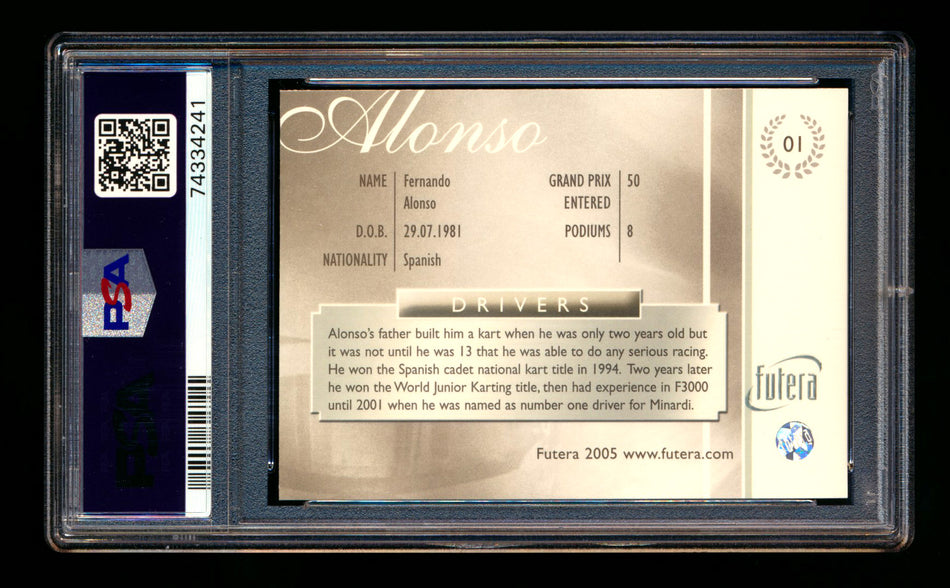 74334241
PSA
PSA
Alonso
NAME Fernando Alonso
D.O.B. 29.07.1981
NATIONALITY Spanish
GRAND PRIX ENTERED 50
PODIUMS 8
01
DRIVERS
Alonso's father built him a kart when he was only two years old but
it was not until he was 13 that he was able to do any serious racing.
He won the Spanish cadet national kart title in 1994. Two years later
he won the World Junior Karting title, then had experience in F3000
until 2001 when he was named as number one driver for Minardi.
futera
Futera 2005 www.futera.com